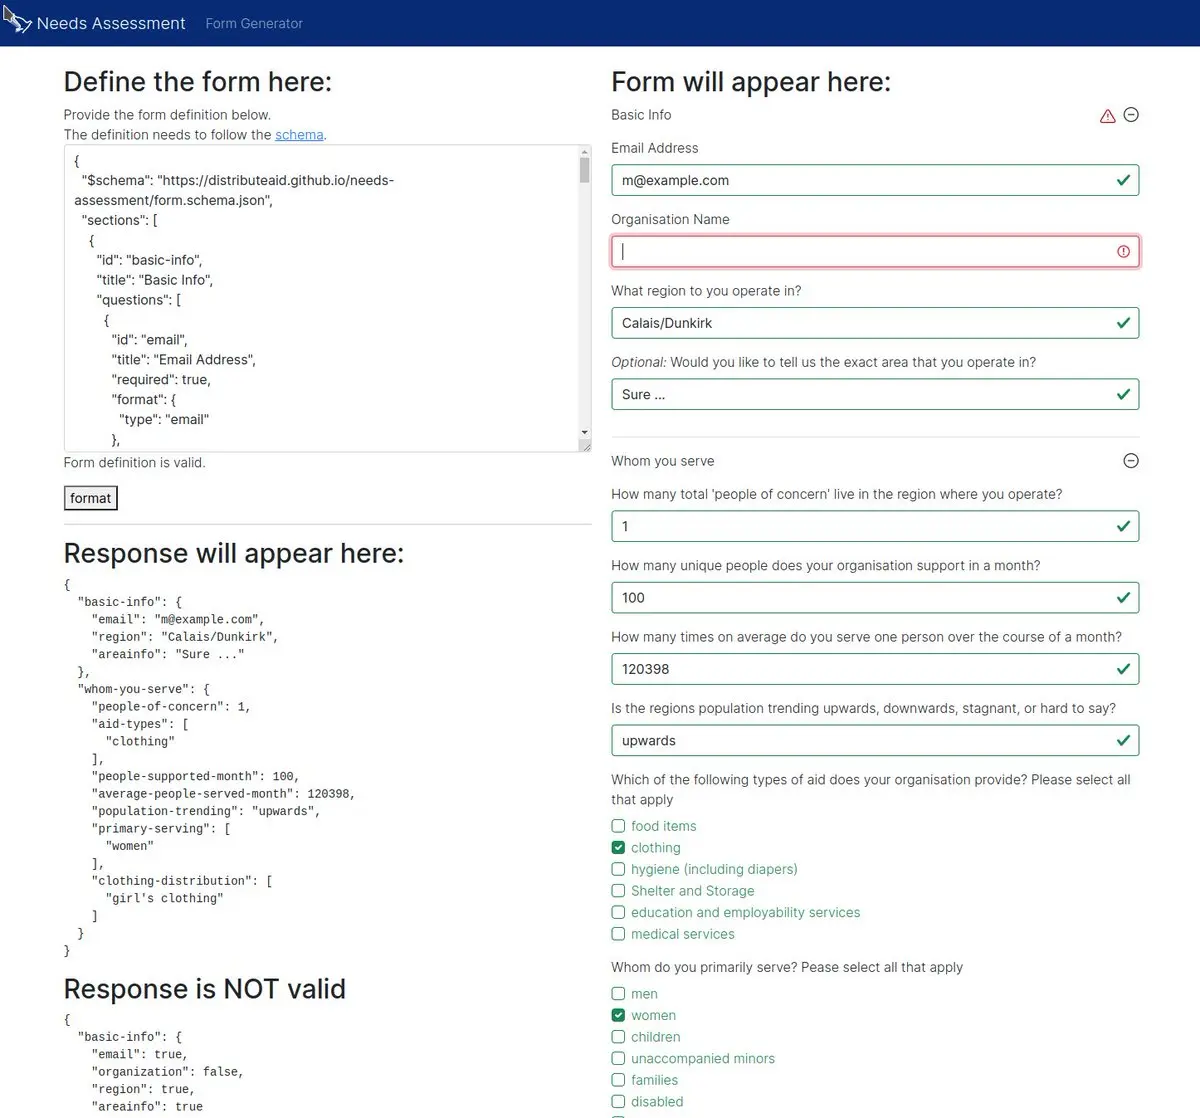 Needs Assessment Form Generator
Define the form here:
Provide the form definition below.
The definition needs to follow the schema.
{
"$schema": "https://distributeaid.github.io/needs-
assessment/form.schema.json",
"sections": [
{
"id": "basic-info",
"title": "Basic Info",
"questions": [
{
"id": "email",
"title": "Email Address",
"required": true,
"format": {
"type": "email"
},
Form definition is valid.
format
Response will appear here:
{
"basic-info": {
"email": "m@example.com",
"region": "Calais/Dunkirk",
"areainfo": "Sure ..."
},
"whom-you-serve": {
"people-of-concern": 1,
"aid-types": [
"clothing"
],
"people-supported-month": 100,
"average-people-served-month": 120398,
"population-trending": "upwards",
"primary-serving": [
"women"
],
"clothing-distribution": [
"girl's clothing"
]
}
}
Response is NOT valid
{
"basic-info": {
"email": true,
"organization": false,
"region": true,
"areainfo": true
Form will appear here:
Basic Info
Email Address
m@example.com
Organisation Name
What region to you operate in?
Calais/Dunkirk
Optional: Would you like to tell us the exact area that you operate in?
Sure ...
Whom you serve
How many total 'people of concern' live in the region where you operate?
1
How many unique people does your organisation support in a month?
100
How many times on average do you serve one person over the course of a month?
120398
Is the regions population trending upwards, downwards, stagnant, or hard to say?
upwards
Which of the following types of aid does your organisation provide? Please select all
that apply
food items
clothing
hygiene (including diapers)
Shelter and Storage
education and employability services
medical services
Whom do you primarily serve? Pease select all that apply
men
women
children
unaccompanied minors
families
disabled